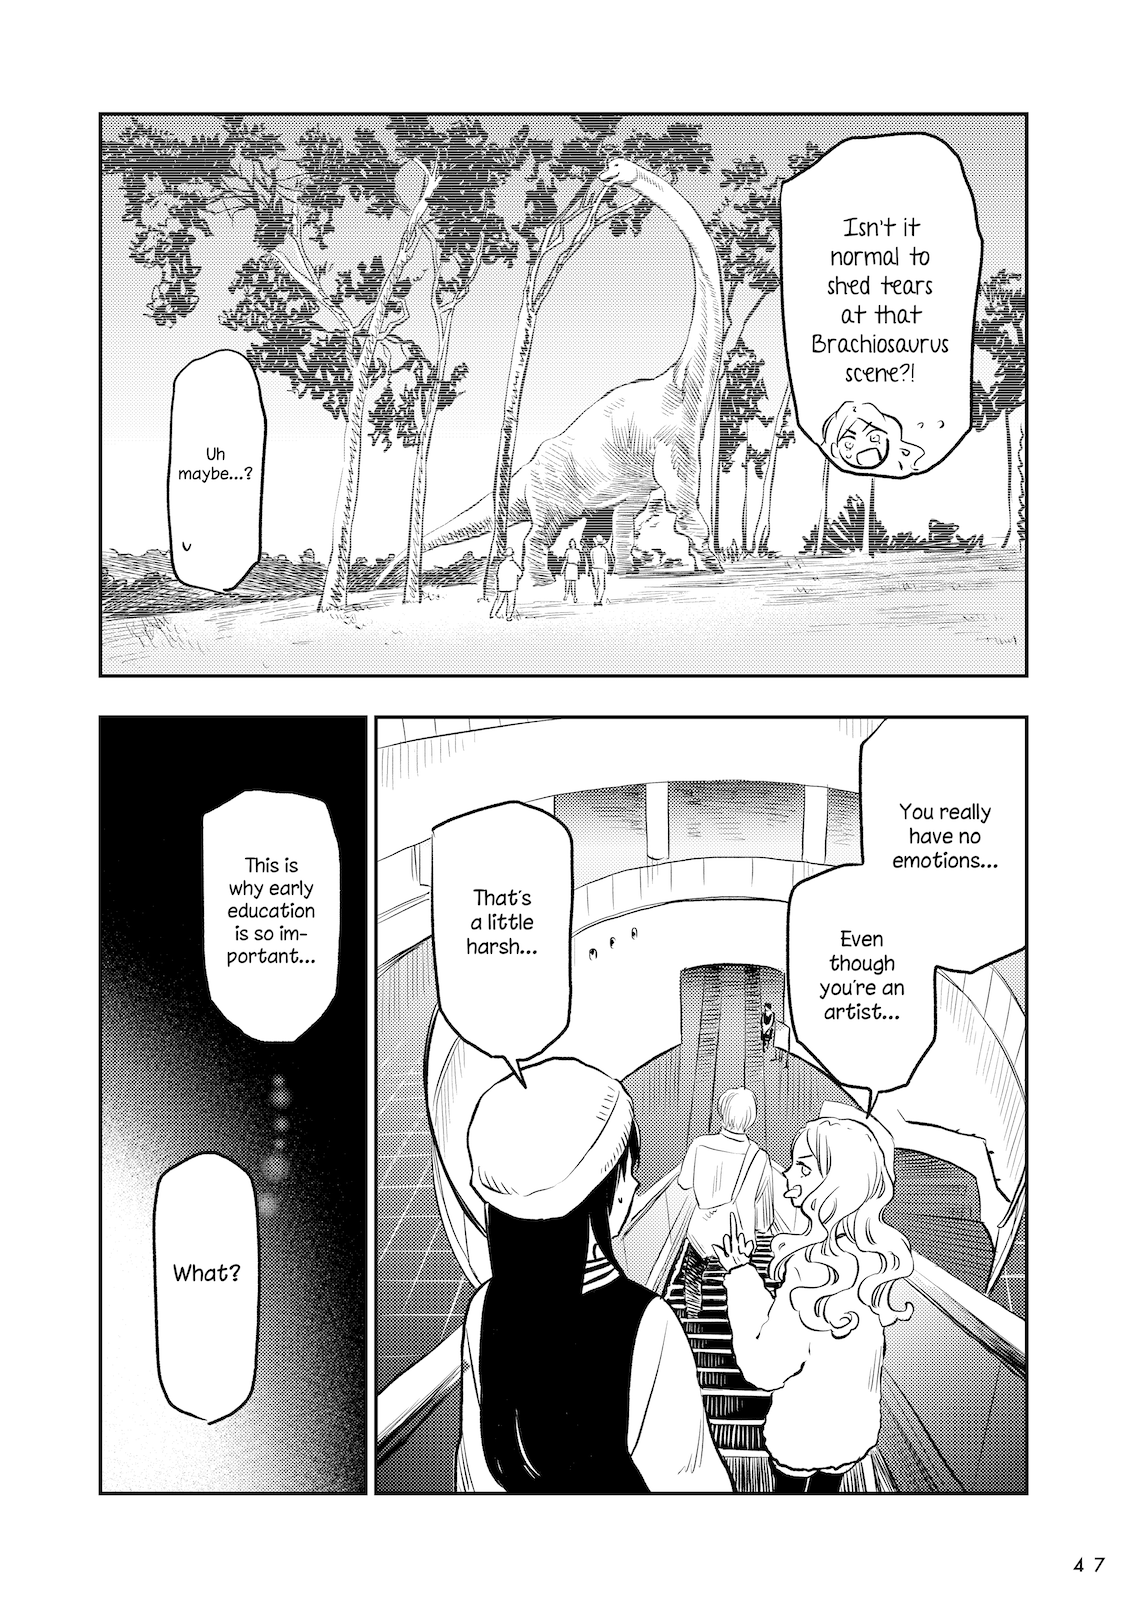 Isn't it
normal to
shed tears
at that
Brachiosaurus
scene?!
Uh
maybe...?
You really
have no
emotions...
Even
though
you're an
artist...
That's
a little
harsh...
This is
why early
education
is so im-
portant...
What?
47